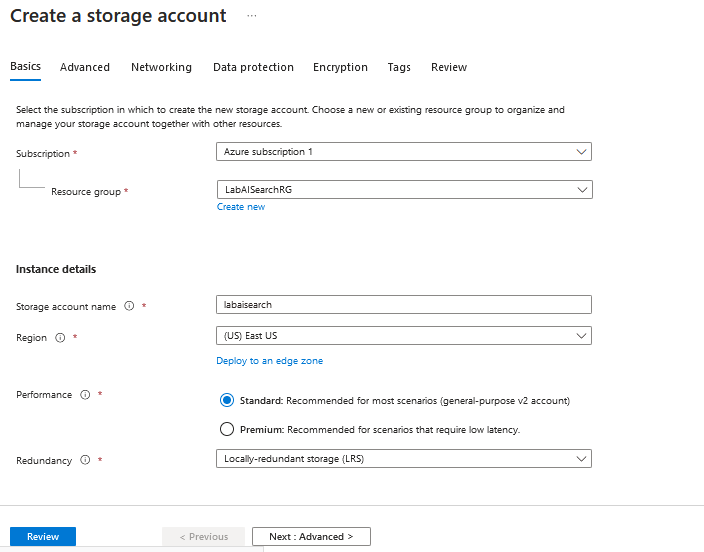 Create a storage account ...
Basics Advanced Networking Data protection Encryption Tags Review
Select the subscription in which to create the new storage account. Choose a new or existing resource group to organize and
manage your storage account together with other resources.
Subscription * Azure subscription 1
Resource group * LabAISearchRG
Create new
Instance details
Storage account name * labaisearch
Region * (US) East US
Deploy to an edge zone
Performance * Standard: Recommended for most scenarios (general-purpose v2 account)
Premium: Recommended for scenarios that require low latency.
Redundancy * Locally-redundant storage (LRS)
Review < Previous Next : Advanced >